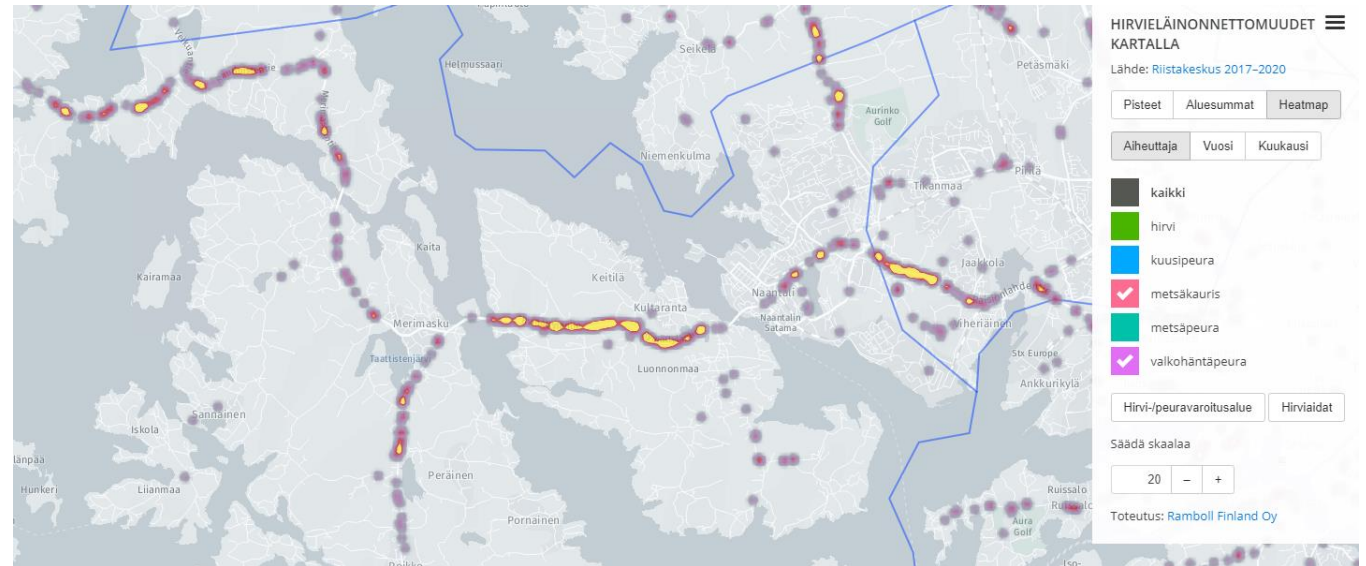 Helmussaari
Seikelä
Petäsmäki
Aurinko
Golf
Niemenkulma
Tikanmaa
Kaita
Kairamaa
Keitilä
Jaakkola
Naantali
Kultaranta
Naantalin
Satama
Merimasku
Viheriäinen
Taattistenjärvi
Luonnonmaa
Stx Europe
Ankkurikylä
Sannainen
Iskola
Hunkeri
Liianmaa
Peräinen
Pornainen
Ruissalo
Aura
Golf
HIRVIELÄINONNETTOMUUDET
KARTALLA
Lähde: Riistakeskus 2017–2020
Pisteet Aluesummat Heatmap
Aiheuttaja Vuosi Kuukausi
kaikki
hirvi
kuusipeura
metsäkauris
metsäpeura
valkohäntäpeura
Hirvi-/peuravaroitusalue Hirviaidat
Säädä skaalaa
20 – +
Toteutus: Ramboll Finland Oy